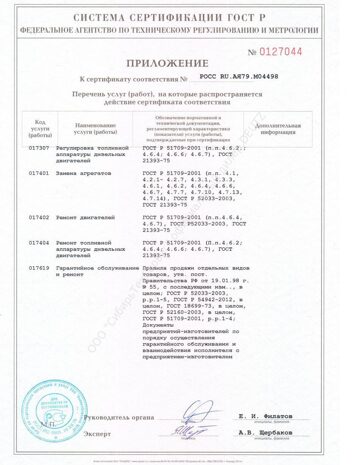 СИСТЕМА СЕРТИФИКАЦИИ ГОСТ Р
ФЕДЕРАЛЬНОЕ АГЕНТСТВО ПО ТЕХНИЧЕСКОМУ РЕГУЛИРОВАНИЮ И МЕТРОЛОГИИ
№ 0127044
ПРИЛОЖЕНИЕ
К сертификату соответствия № РОСС RU.АЯ79.М04498
Перечень услуг (работ), на которые распространяется
действие сертификата соответствия
Код услуги (работы)
Наименование услуги (работы)
Обозначение нормативной и технической документации, регламентирующей характеристики (показатели) услуги (работы), подтвержденные при сертификации
Дополнительная информация
017307 Регулировка топливной ГОСТ Р 51709-2001 (п.п.4.6.2.;
аппаратуры дизельных 4.6.4; 4.6.6; 4.6.7), ГОСТ
двигателей 21393-75
017401 Замена агрегатов ГОСТ Р 51709-2001 (п.п. 4.1,
4.2.1- 4.2.7, 4.3.1, 4.3.3,
4.6.1, 4.6.2, 4.6.4, 4.6.6,
4.6.7, 4.7.7, 4.7.10, 4.7.13,
4.7.14), ГОСТ Р 52033-2003,
ГОСТ 21393-75
017402 Ремонт двигателей ГОСТ Р 51709-2001 (п.п.4.6,
4.6.7), ГОСТ Р52033-2003, ГОСТ
21393-75
017404 Ремонт топливной ГОСТ Р 51709-2001 (П.п.4.6.2;
аппаратуры дизельных 4.6.4; 4.6.6; 4.6.7), ГОСТ
двигателей 21393-75
017619 Гарантийное обслуживание Правила продажи отдельных видов
и ремонт товаров, утв. пост.
Правительства РФ от 19.01.98 г.
№ 55, с последующими изм.., в
целом; ГОСТ Р 52033-2003,
р.р.1-5, ГОСТ Р 54942-2012, в
целом, ГОСТ 18699-73, в целом,
ГОСТ Р 52160-2003, в целом
ГОСТ Р 51709-2001, р.р.1-4;
Документы
предприятий-изготовителей
по порядку осуществления
гарантийного обслуживания и
взаимодействия исполнителя с
предприятием-изготовителем
М.П.
Руководитель органа
Е. И. Филатов
Эксперт
А.В. Щербаков